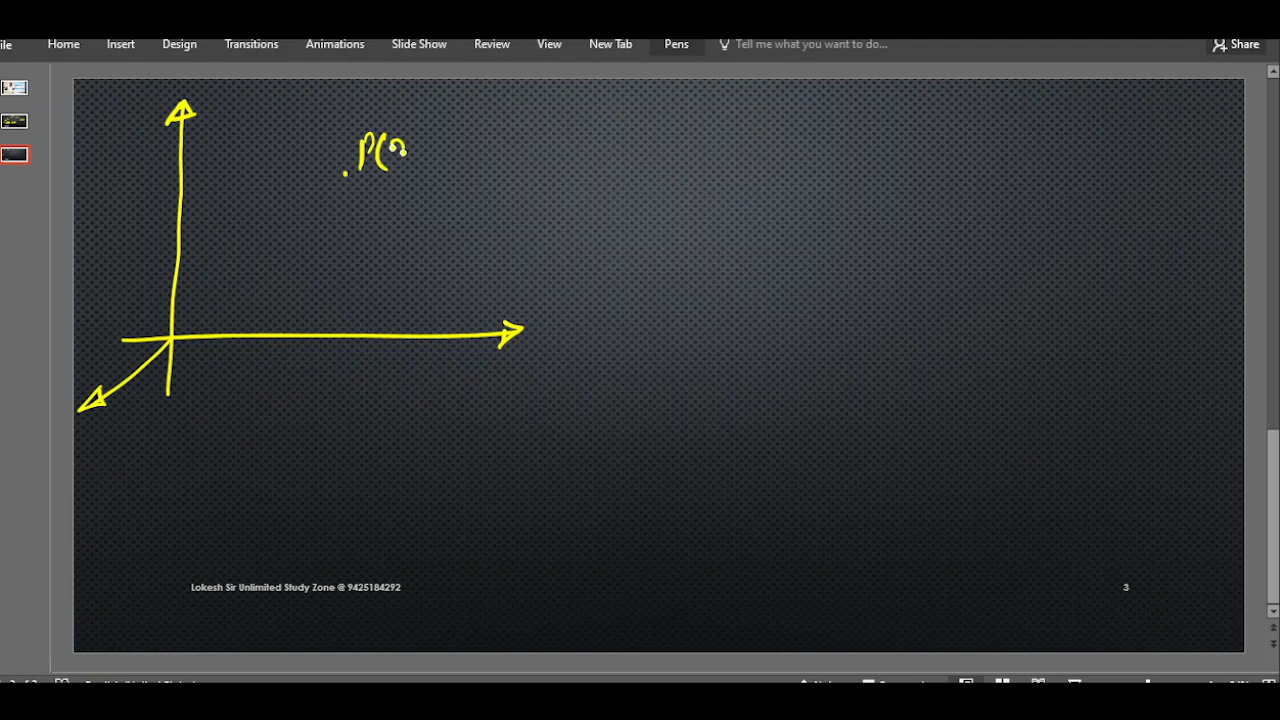 ile Home Insert Design Transitions Animations Slide Show Review View New Tab Pens Tell me what you want to do... Share
.P(
Lokesh Sir Unlimited Study Zone @ 9425184292
3